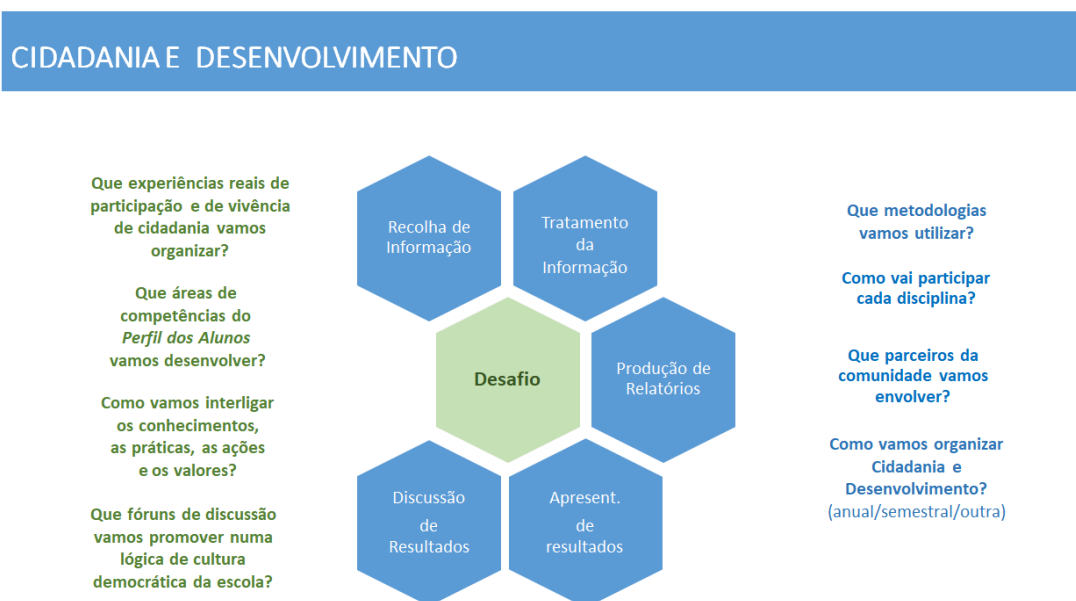 CIDADANIA E DESENVOLVIMENTO
Que experiências reais de
participação e de vivência
de cidadania vamos
organizar?
Que áreas de
competências do
Perfil dos Alunos
vamos desenvolver?
Como vamos interligar
os conhecimentos,
as práticas, as ações
e os valores?
Que fóruns de discussão
vamos promover numa
lógica de cultura
democrática da escola?
Recolha de
Informação
Tratamento
da
Informação
Desafio
Produção de
Relatórios
Discussão
de
Resultados
Apresent.
de
resultados
Que metodologias
vamos utilizar?
Como vai participar
cada disciplina?
Que parceiros da
comunidade vamos
envolver?
Como vamos organizar
Cidadania e
Desenvolvimento?
(anual/semestral/outra)